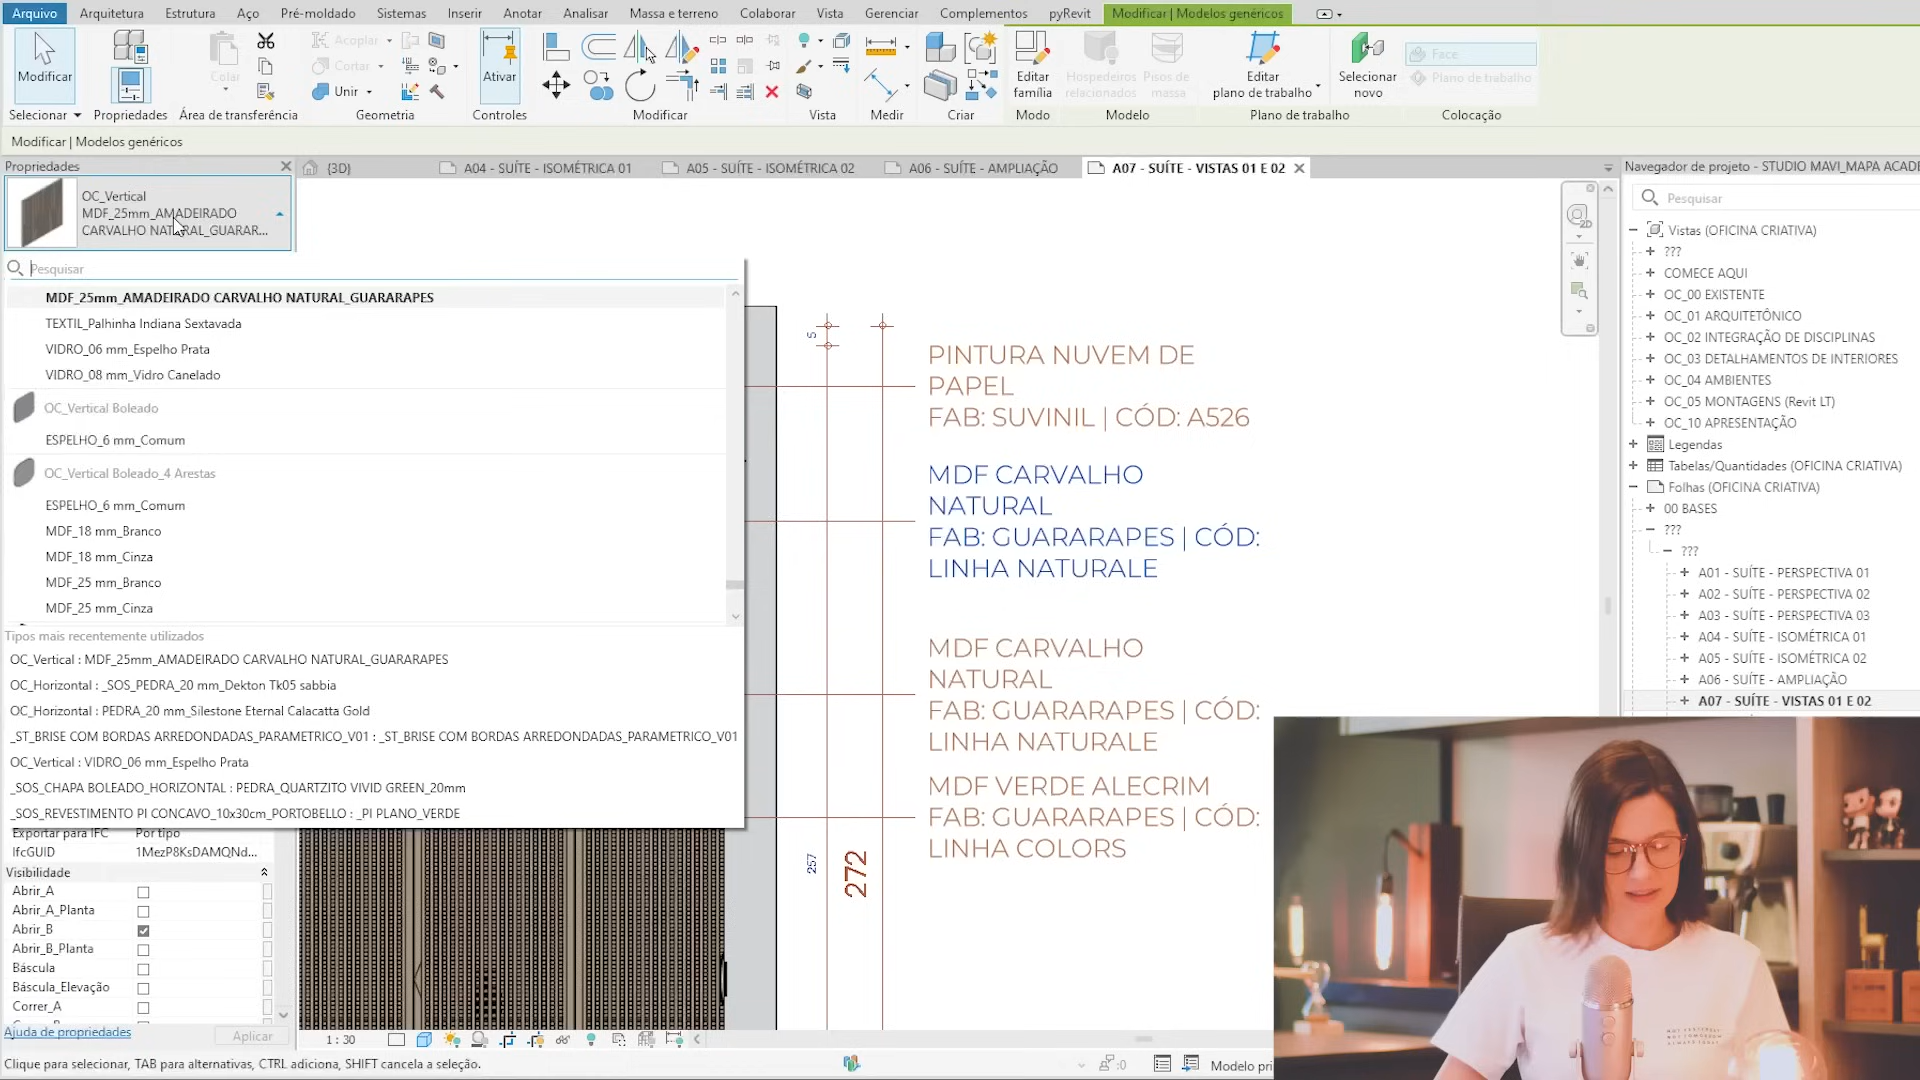 Arquivo Arquitetura Estrutura Aço Pré-moldado Sistemas Inserir Anotar Analisar Massa e terreno Colaborar Vista Gerenciar Complementos pyRevit Modificar | Modelos genéricos
Modificar
Colar
Acoplar
Cortar
Unir
Ativar
Editar família
Hospedeiros relacionados
Pisos de massa
Editar plano de trabalho
Selecionar novo
Face
Plano de trabalho
Selecionar Propriedades Área de transferência Geometria Controles Modificar Vista Medir Criar Modo Modelo Plano de trabalho Colocação
Modificar | Modelos genéricos
Propriedades
{3D} A04 - SUÍTE - ISOMÉTRICA 01 A05 - SUÍTE - ISOMÉTRICA 02 A06 - SUÍTE - AMPLIAÇÃO A07 - SUÍTE - VISTAS 01 E 02
OC_Vertical
MDF_25mm_AMADEIRADO
CARVALHO NATURAL_GUARAR...
Pesquisar
MDF_25mm_AMADEIRADO CARVALHO NATURAL_GUARARAPES
TEXTIL_Palhinha Indiana Sextavada
VIDRO_06 mm_Espelho Prata
VIDRO_08 mm_Vidro Canelado
OC_Vertical Boleado
ESPELHO_6 mm_Comum
OC_Vertical Boleado_4 Arestas
ESPELHO_6 mm_Comum
MDF_18 mm_Branco
MDF_18 mm_Cinza
MDF_25 mm_Branco
MDF_25 mm_Cinza
Tipos mais recentemente utilizados
OC_Vertical : MDF_25mm_AMADEIRADO CARVALHO NATURAL_GUARARAPES
OC_Horizontal : _SOS_PEDRA_20 mm_Dekton Tk05 sabbia
OC_Horizontal : PEDRA_20 mm_Silestone Eternal Calacatta Gold
_ST_BRISE COM BORDAS ARREDONDADAS_PARAMETRICO_V01 : _ST_BRISE COM BORDAS ARREDONDADAS_PARAMETRICO_V01
OC_Vertical : VIDRO_06 mm_Espelho Prata
_SOS_CHAPA BOLEADO_HORIZONTAL : PEDRA_QUARTZITO VIVID GREEN_20mm
_SOS_REVESTIMENTO PI CONCAVO_10x30cm_PORTOBELLO : _PI PLANO_VERDE
Exportar para IFC Por tipo
IfcGUID 1MezP8KsDAMQNd...
Visibilidade
Abrir_A
Abrir_A_Planta
Abrir_B
Abrir_B_Planta
Báscula
Báscula_Elevação
Correr_A
Ajuda de propriedades Aplicar
5
PINTURA NUVEM DE
PAPEL
FAB: SUVINIL | CÓD: A526
MDF CARVALHO
NATURAL
FAB: GUARARAPES | CÓD:
LINHA NATURALE
MDF CARVALHO
NATURAL
FAB: GUARARAPES | CÓD:
LINHA NATURALE
MDF VERDE ALECRIM
FAB: GUARARAPES | CÓD:
LINHA COLORS
257
272
2D
Navegador de projeto - STUDIO MAVI_MAPA ACADE
Pesquisar
Vistas (OFICINA CRIATIVA)
???
COMECE AQUI
OC_00 EXISTENTE
OC_01 ARQUITETÔNICO
OC_02 INTEGRAÇÃO DE DISCIPLINAS
OC_03 DETALHAMENTOS DE INTERIORES
OC_04 AMBIENTES
OC_05 MONTAGENS (Revit LT)
OC_10 APRESENTAÇÃO
Legendas
Tabelas/Quantidades (OFICINA CRIATIVA)
Folhas (OFICINA CRIATIVA)
00 BASES
???
???
A01 - SUÍTE - PERSPECTIVA 01
A02 - SUÍTE - PERSPECTIVA 02
A03 - SUÍTE - PERSPECTIVA 03
A04 - SUÍTE - ISOMÉTRICA 01
A05 - SUÍTE - ISOMÉTRICA 02
A06 - SUÍTE - AMPLIAÇÃO
A07 - SUÍTE - VISTAS 01 E 02
1 : 30
Clique para selecionar, TAB para alternativas, CTRL adiciona, SHIFT cancela a seleção.
:0
Modelo pri